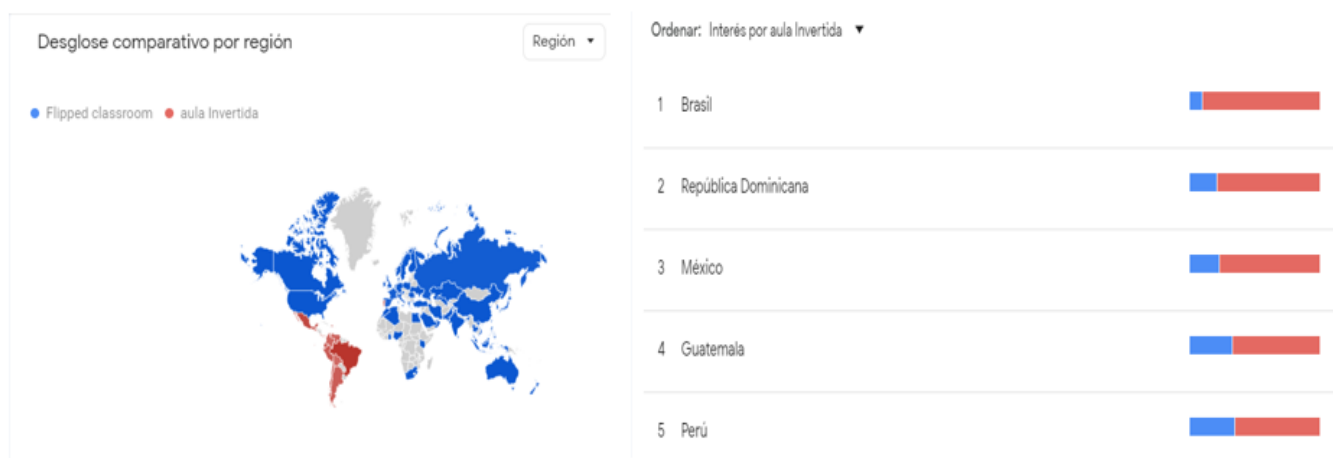 Desglose comparativo por región
Región
Flipped classroom aula Invertida
Ordenar: Interés por aula Invertida
1 Brasil
2 República Dominicana
3 México
4 Guatemala
5 Perú